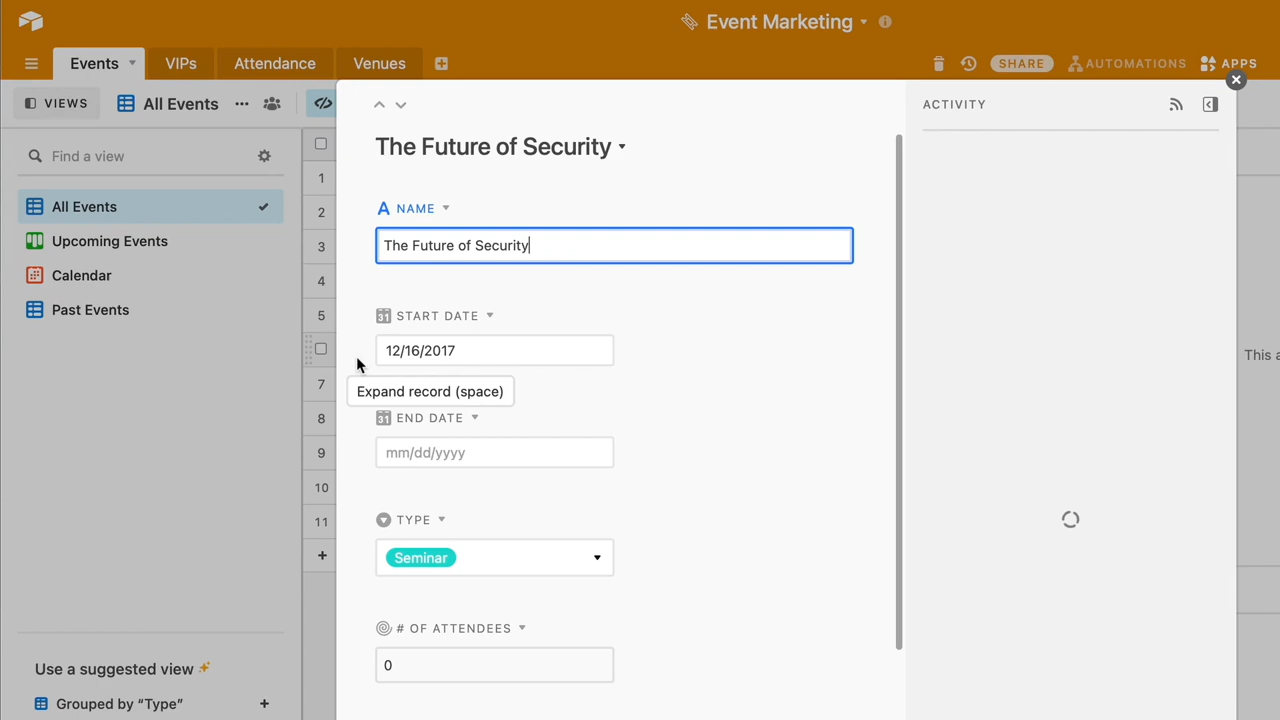 Event Marketing
Events
VIPs
Attendance
Venues
SHARE
AUTOMATIONS
APPS
VIEWS
All Events
Find a view
All Events
Upcoming Events
Calendar
Past Events
Use a suggested view
Grouped by “Type”
1
2
3
4
5
7
8
9
10
11
+
The Future of Security
A NAME
The Future of Security
31 START DATE
12/16/2017
Expand record (space)
31 END DATE
mm/dd/yyyy
TYPE
Seminar
# OF ATTENDEES
0
ACTIVITY
This a